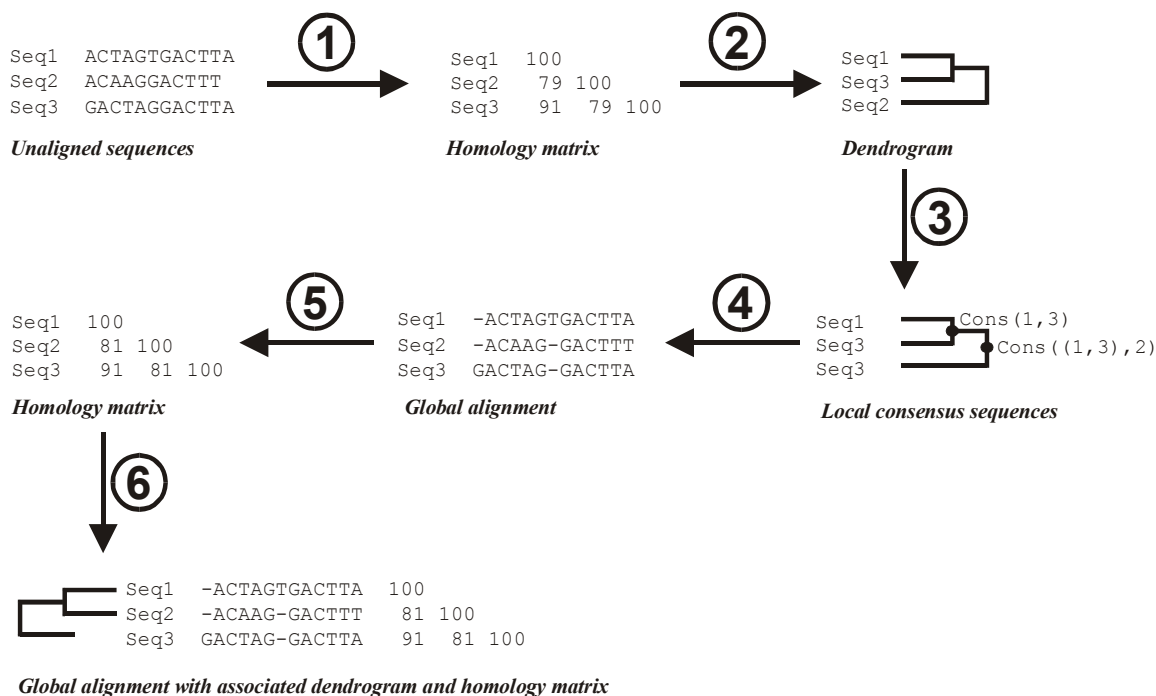 1
Seq1 ACTAGTGACTTA
Seq2 ACAAGGACTTT
Seq3 GACTAGGACTTA
Unaligned sequences
Seq1 100
Seq2 79 100
Seq3 91 79 100
Homology matrix
2
Seq1
Seq3
Seq2
Dendrogram
3
Seq1
Seq3
Seq3
Cons(1,3)
Cons((1,3),2)
Local consensus sequences
4
Seq1 -ACTAGTGACTTA
Seq2 -ACAAG-GACTTT
Seq3 GACTAG-GACTTA
Global alignment
5
Seq1 100
Seq2 81 100
Seq3 91 81 100
Homology matrix
6
Seq1 -ACTAGTGACTTA 100
Seq2 -ACAAG-GACTTT 81 100
Seq3 GACTAG-GACTTA 91 81 100
Global alignment with associated dendrogram and homology matrix